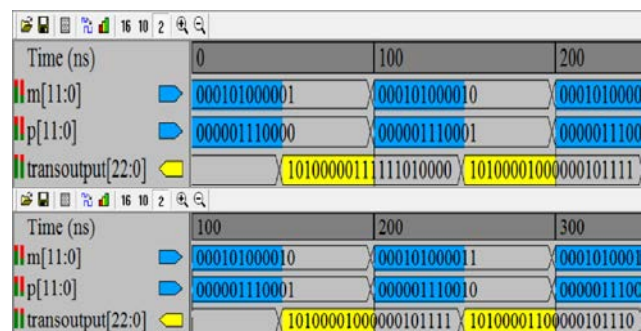 16 10 2
Time (ns) 0 100 200
m[11:0] 000101000001 000101000010 0001010000
p[11:0] 000001110000 000001110001 0000011100
transoutput[22:0] 10100000111111010000 10100001000000101111
16 10 2
Time (ns) 100 200 300
m[11:0] 000101000010 000101000011 0001010001
p[11:0] 000001110001 000001110010 0000011100
transoutput[22:0] 10100001000000101111 10100001100000101110